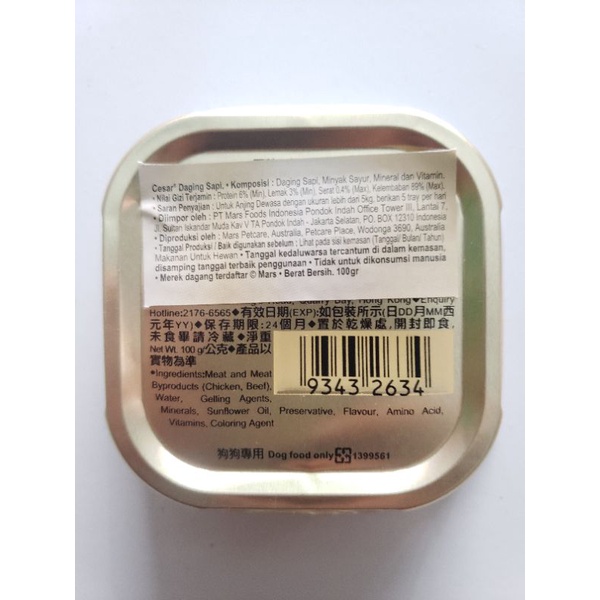 Cesar® Daging Sapi. • Komposisi : Daging Sapi, Minyak Sayur, Mineral dan Vitamin.
• Nilai Gizi Terjamin : Protein 6% (Min), Lemak 3% (Min), Serat 0.4% (Max), Kelembaban 89% (Max).
• Saran Penyajian : Untuk Anjing Dewasa dengan ukuran lebih dari 5kg, berikan 5 tray per hari
• Diimpor oleh : PT Mars Foods Indonesia Pondok Indah Office Tower III, Lantai 7,
Jl. Sultan Iskandar Muda Kav V TA Pondok Indah - Jakarta Selatan. PO BOX 12310 Indonesia
• Diproduksi oleh : Mars Petcare, Australia, Petcare Place, Wodonga 3690, Australia
• Tanggal Produksi / Baik digunakan sebelum : Lihat pada sisi kemasan (Tanggal/ Bulan/ Tahun)
Makanan Untuk Hewan • Tanggal kedaluwarsa tercantum di dalam kemasan,
disamping tanggal terbaik penggunaan • Tidak untuk dikonsumsi manusia
• Merek dagang terdaftar © Mars • Berat Bersih. 100gr
Road, Quarry Bay, Hong Kong ◆Enquiry
Hotline:2176-6565◆有效日期(EXP):如包裝所示(日DD月MM西
元年YY)◆保存期限:24個月◆置於乾燥處,開封即食,
未食畢請冷藏◆淨重
Net Wt. 100 g/公克◆產品以
實物為準
◆Ingredients:Meat and Meat
Byproducts (Chicken, Beef),
Water, Gelling Agents,
Minerals, Sunflower Oil, Preservative, Flavour, Amino Acid,
Vitamins, Coloring Agent
9343 2634
狗狗專用 Dog food only 1399561